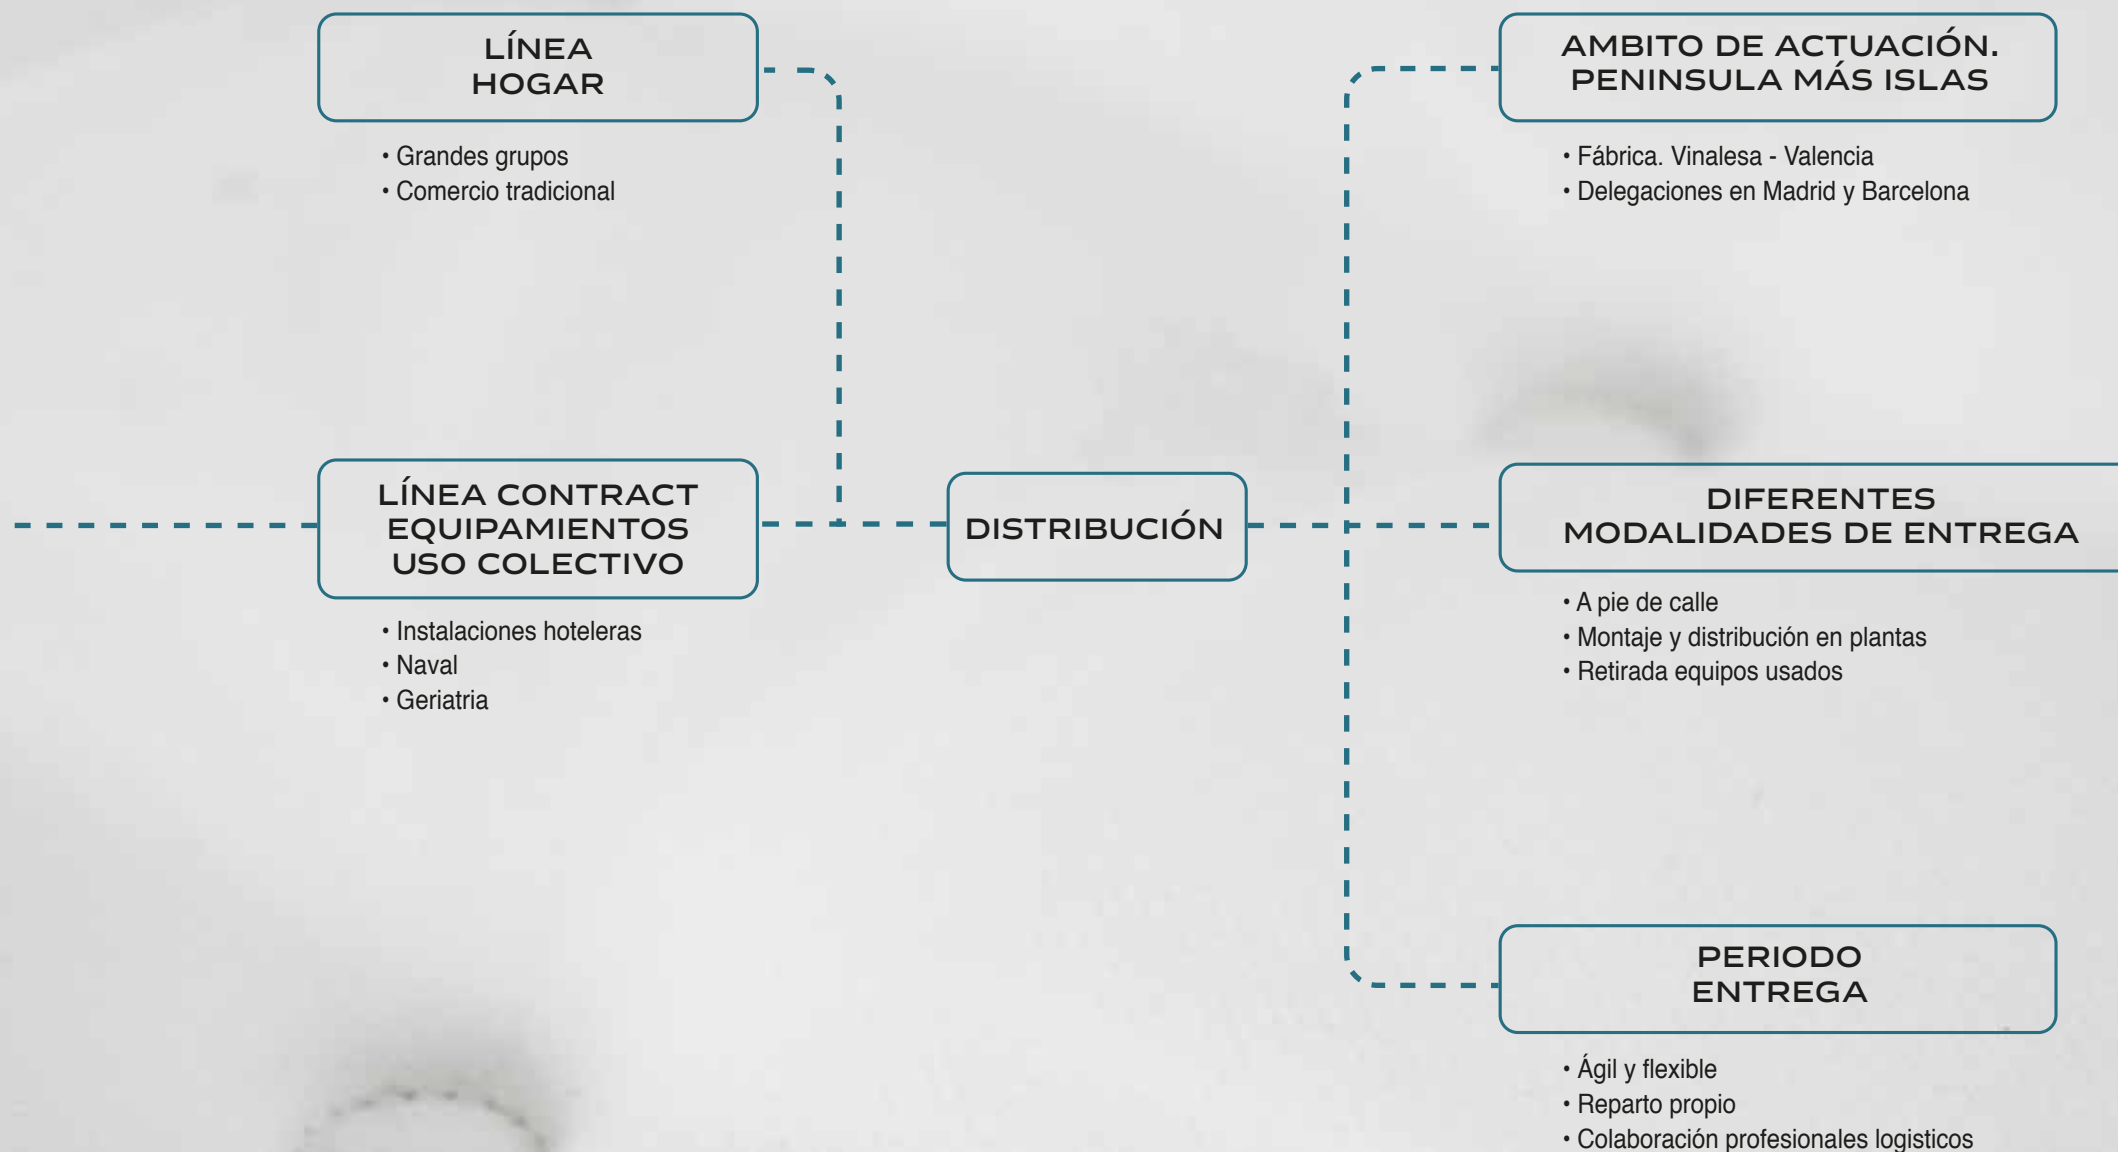 LÍNEA
HOGAR
• Grandes grupos
• Comercio tradicional
LÍNEA CONTRACT
EQUIPAMIENTOS
USO COLECTIVO
• Instalaciones hoteleras
• Naval
• Geriatria
DISTRIBUCIÓN
AMBITO DE ACTUACIÓN.
PENINSULA MÁS ISLAS
• Fábrica. Vinalesa - Valencia
• Delegaciones en Madrid y Barcelona
DIFERENTES
MODALIDADES DE ENTREGA
• A pie de calle
• Montaje y distribución en plantas
• Retirada equipos usados
PERIODO
ENTREGA
• Ágil y flexible
• Reparto propio
• Colaboración profesionales logisticos